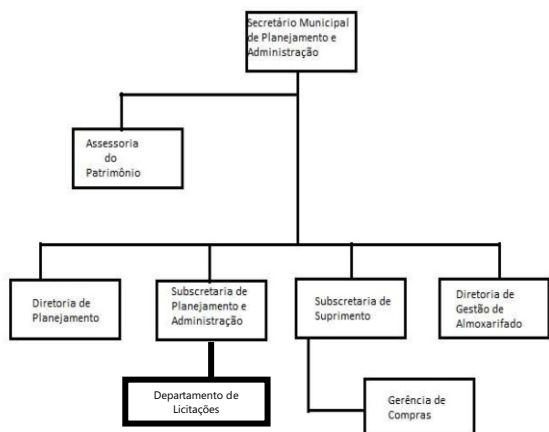 Secretário Municipal
de Planejamento e
Administração
Assessoria
do
Patrimônio
Diretoria de
Planejamento
Subscretaria de
Planejamento e
Administração
Subscretaria de
Suprimento
Diretoria de
Gestão de
Almoxarifado
Departamento de
Licitações
Gerência de
Compras